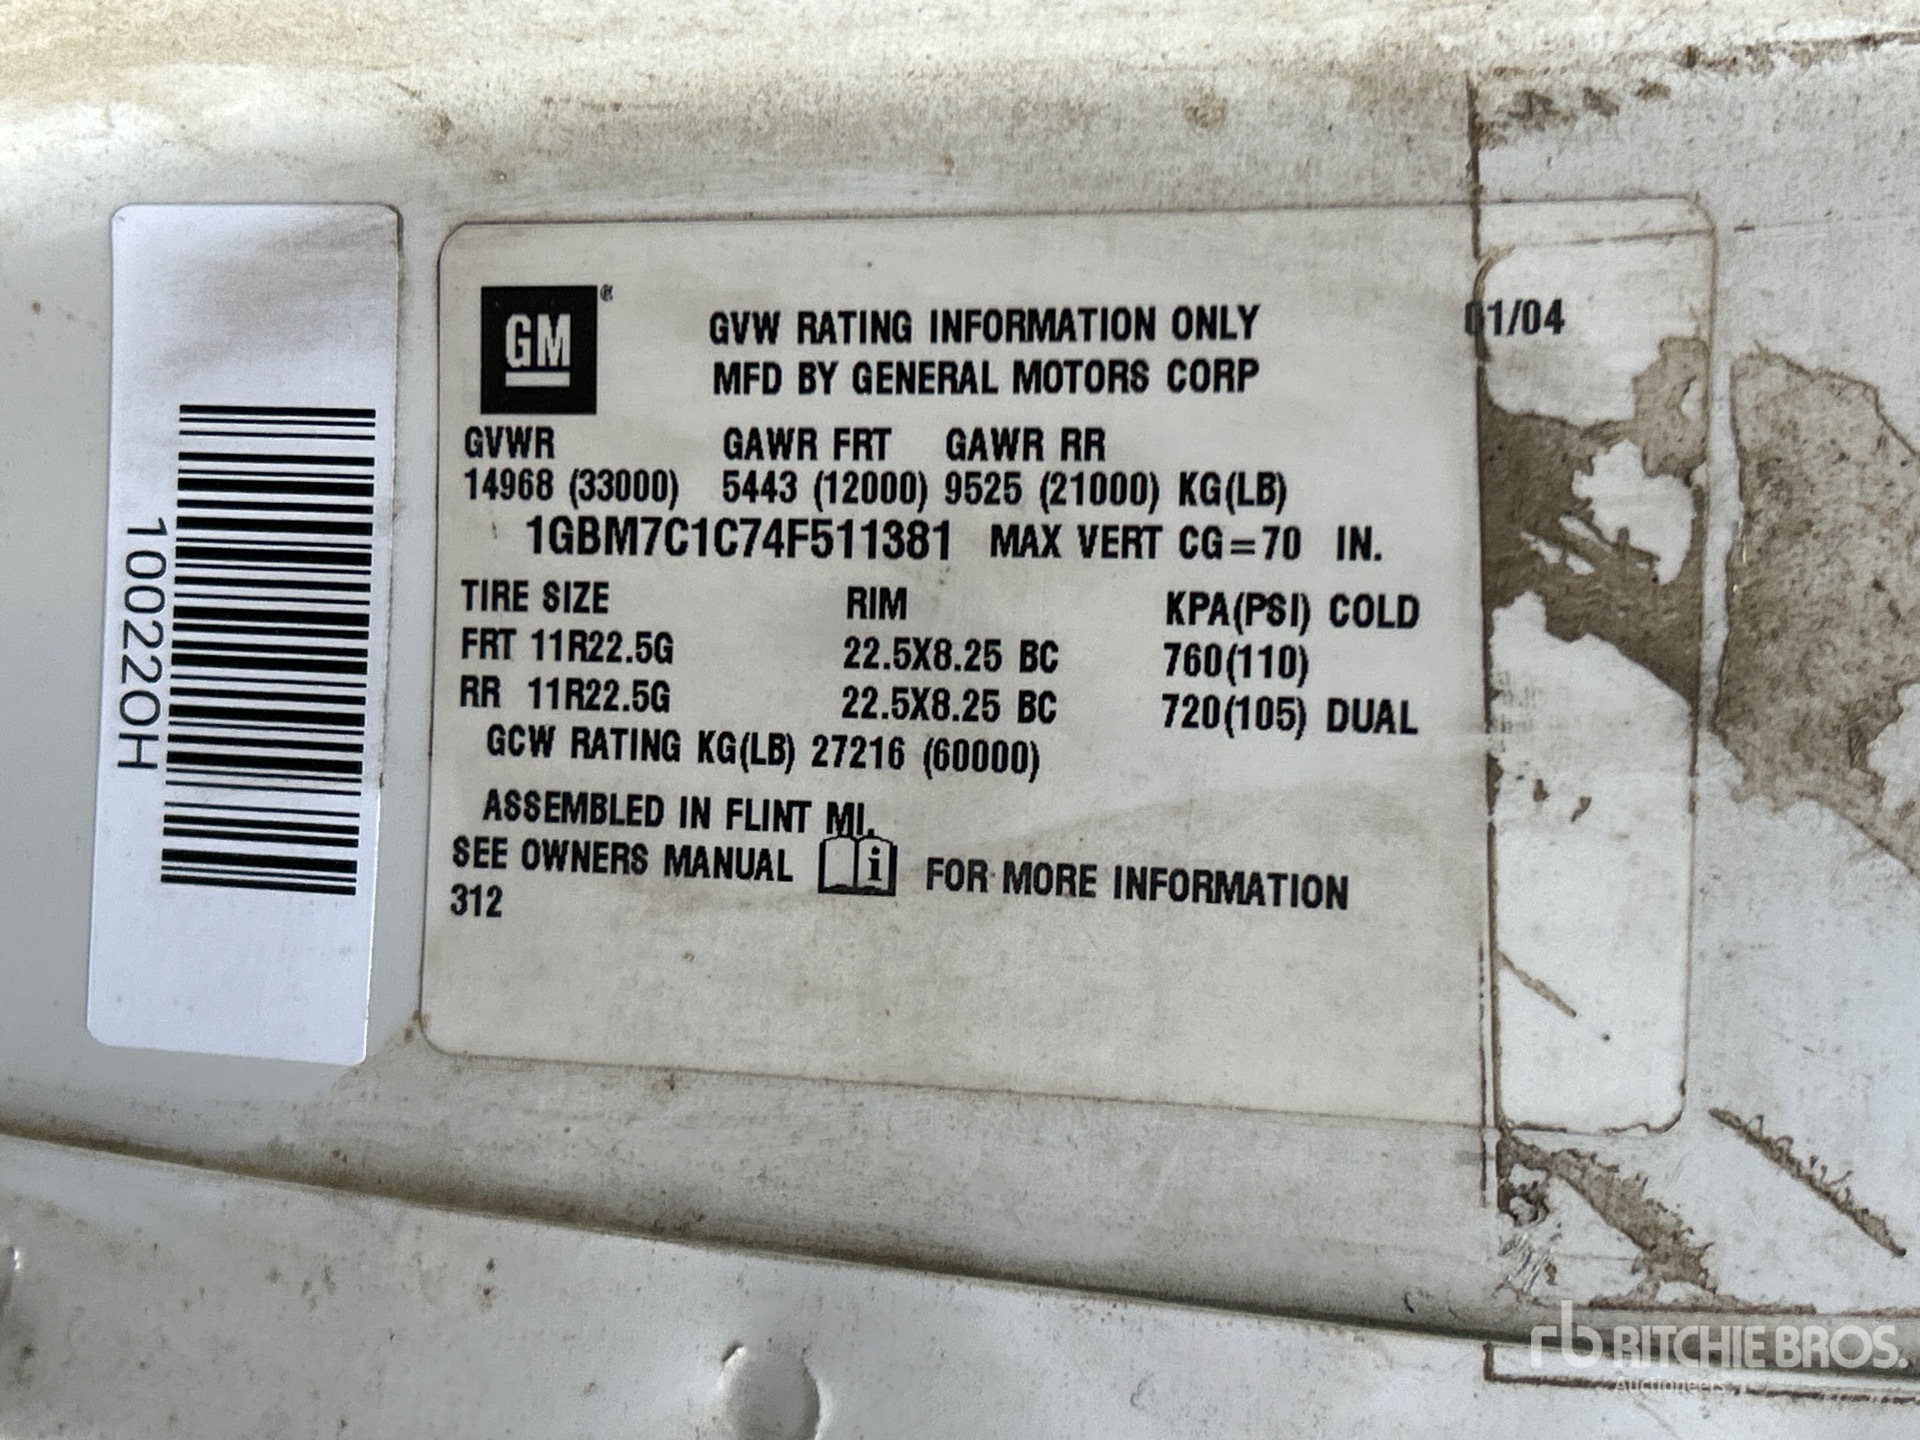 100220H
GM
GVW RATING INFORMATION ONLY 01/04
MFD BY GENERAL MOTORS CORP
GVWR GAWR FRT GAWR RR
14968 (33000) 5443 (12000) 9525 (21000) KG(LB)
1GBM7C1C74F511381 MAX VERT CG=70 IN.
TIRE SIZE RIM KPA(PSI) COLD
FRT 11R22.5G 22.5X8.25 BC 760(110)
RR 11R22.5G 22.5X8.25 BC 720(105) DUAL
GCW RATING KG(LB) 27216 (60000)
ASSEMBLED IN FLINT MI.
SEE OWNERS MANUAL i FOR MORE INFORMATION
312
rb RITCHIE BROS.
Auctioneers